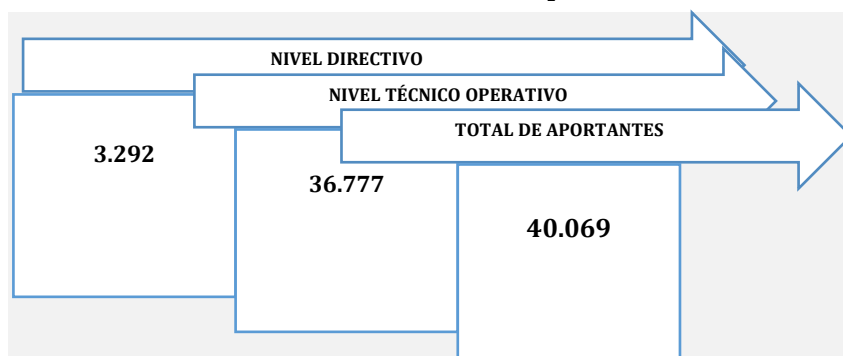 NIVEL DIRECTIVO
NIVEL TÉCNICO OPERATIVO
TOTAL DE APORTANTES
3.292
36.777
40.069